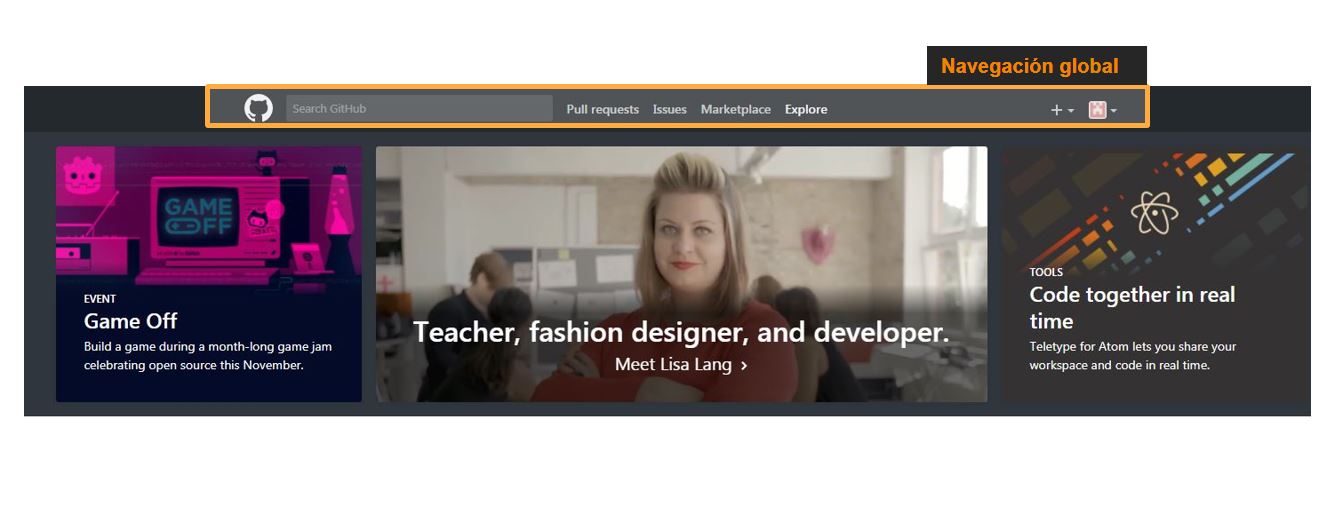 Navegación global
Search GitHub
Pull requests
Issues
Marketplace
Explore
GAME
OFF
EVENT
Game Off
Build a game during a month-long game jam
celebrating open source this November.
Teacher, fashion designer, and developer.
Meet Lisa Lang
TOOLS
Code together in real
time
Teletype for Atom lets you share your
workspace and code in real time.